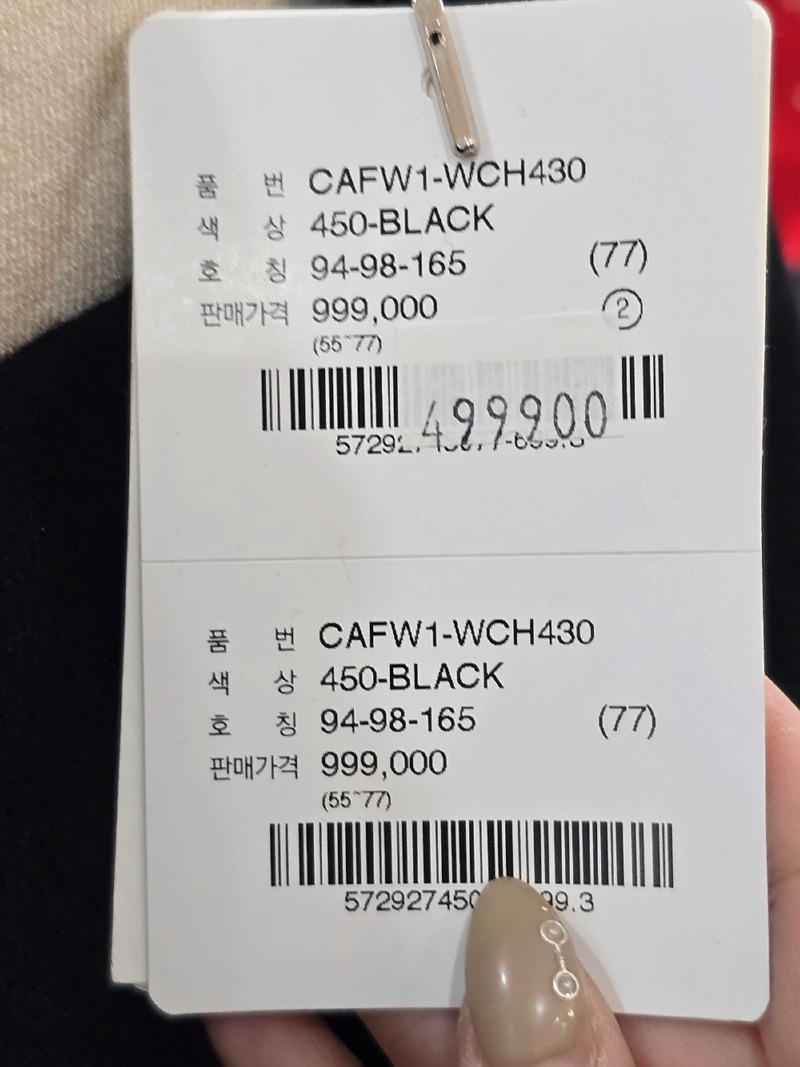 품 번 CAFW1-WCH430
색 상 450-BLACK
호 칭 94-98-165 (77)
판매가격 999,000 ②
(55~77)
499900
품 번 CAFW1-WCH430
색 상 450-BLACK
호 칭 94-98-165 (77)
판매가격 999,000
(55~77)